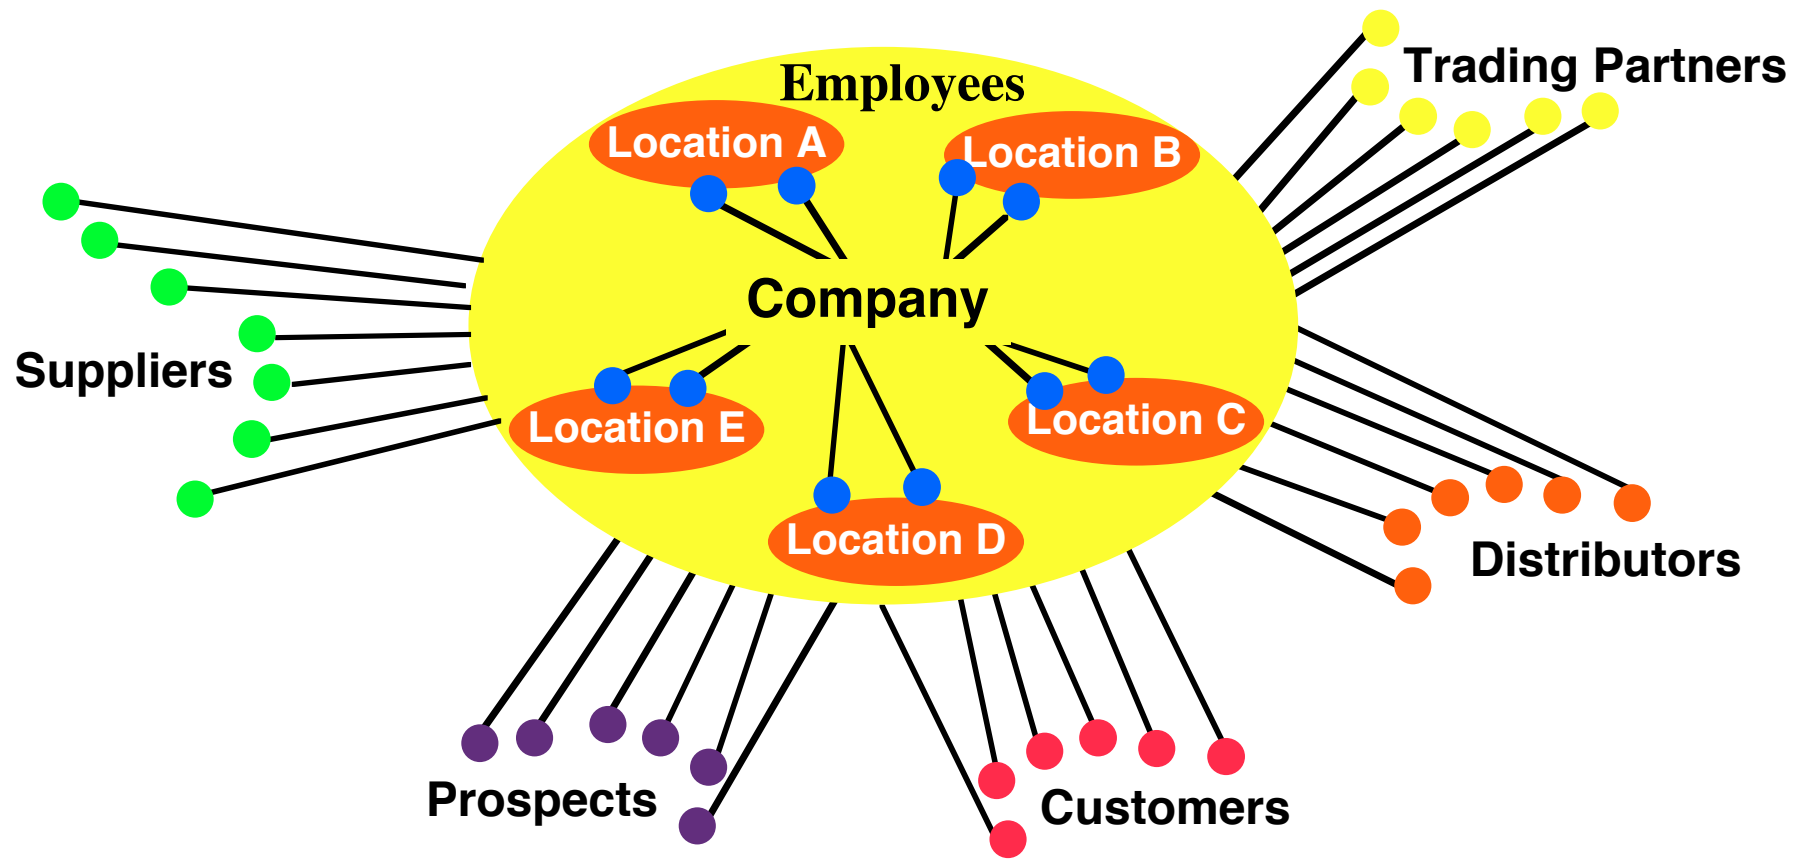 Employees
Trading Partners
Location A
Location B
Company
Suppliers
Location E
Location C
Location D
Distributors
Prospects
Customers